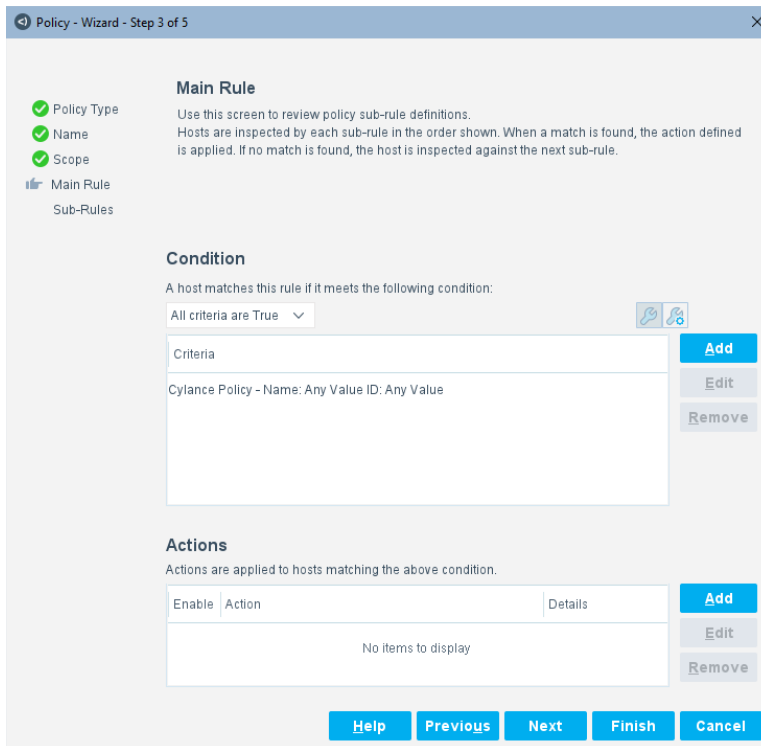 Policy - Wizard - Step 3 of 5
Policy Type
Name
Scope
Main Rule
Sub-Rules
Main Rule
Use this screen to review policy sub-rule definitions.
Hosts are inspected by each sub-rule in the order shown. When a match is found, the action defined
is applied. If no match is found, the host is inspected against the next sub-rule.
Condition
A host matches this rule if it meets the following condition:
All criteria are True
Criteria
Cylance Policy - Name: Any Value ID: Any Value
Add
Edit
Remove
Actions
Actions are applied to hosts matching the above condition.
Enable Action Details
No items to display
Add
Edit
Remove
Help Previous Next Finish Cancel